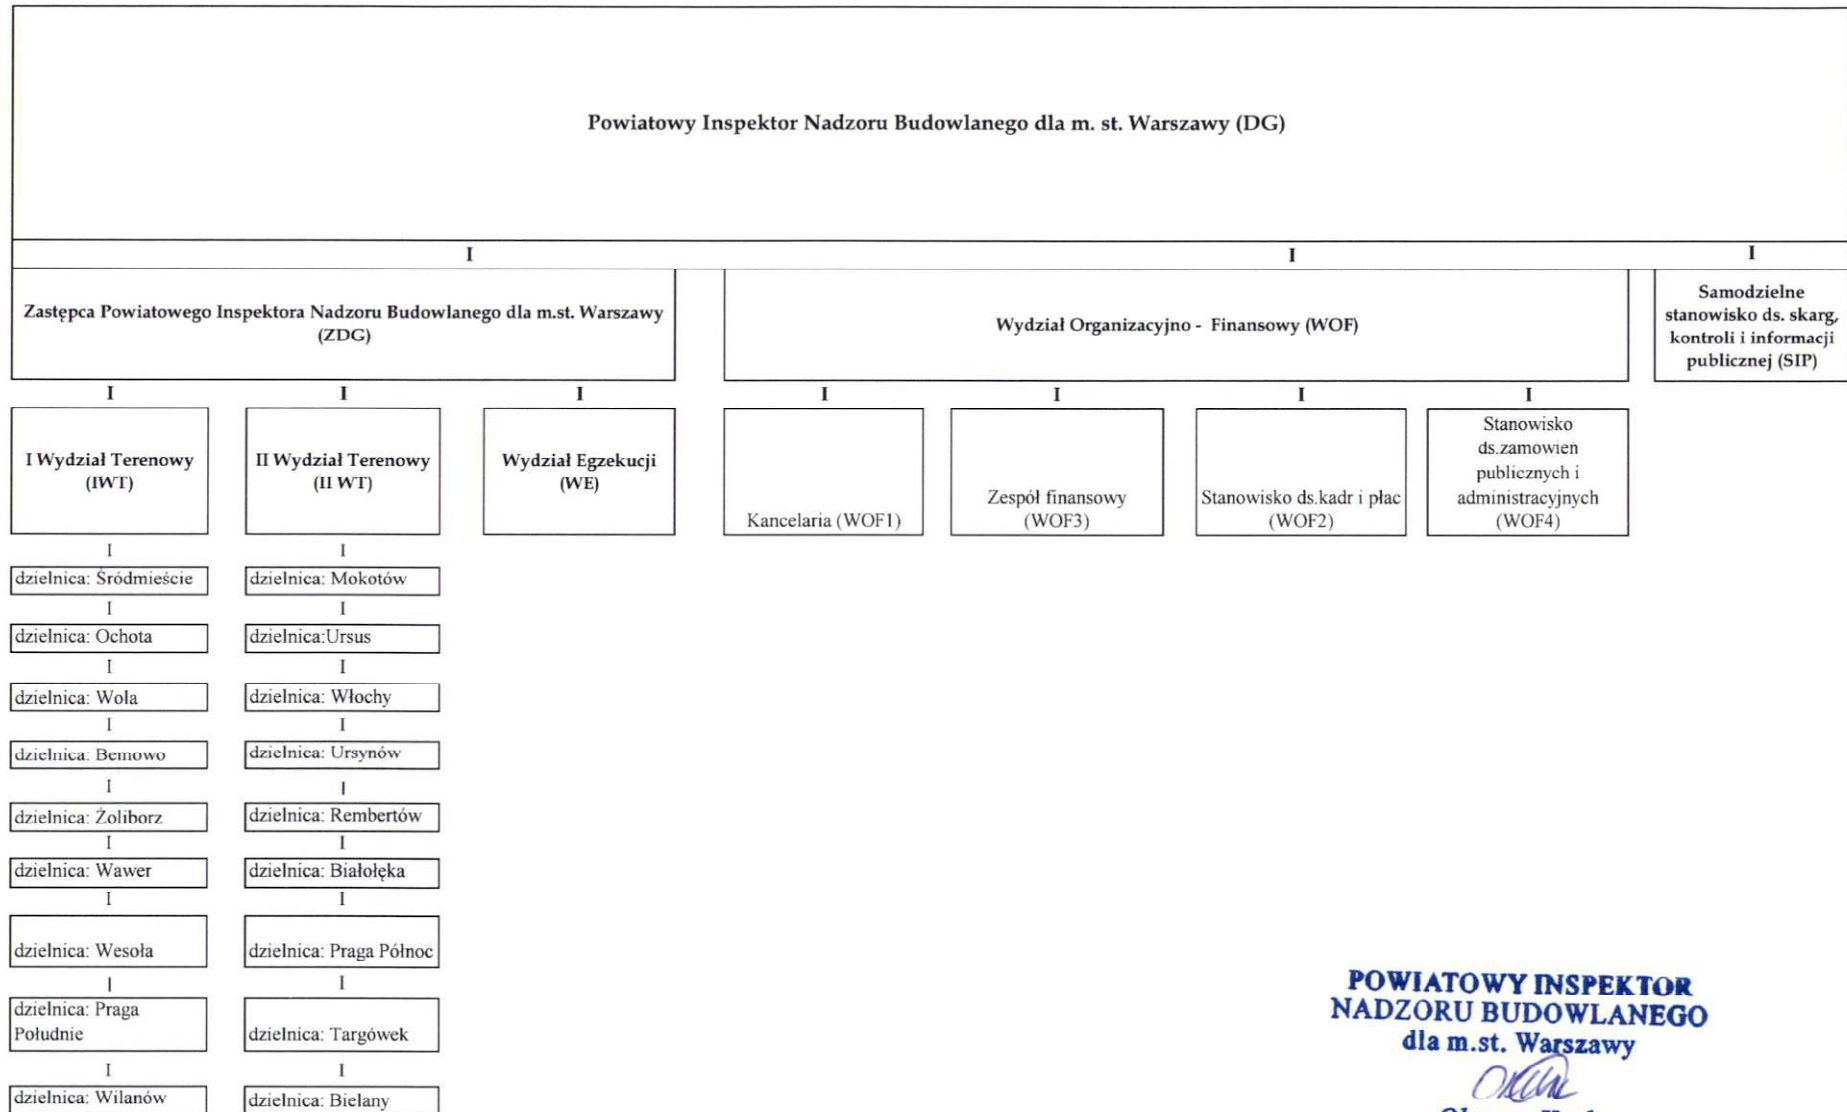 Powiatowy Inspektor Nadzoru Budowlanego dla m. st. Warszawy (DG)
I I I
Zastępca Powiatowego Inspektora Nadzoru Budowlanego dla m.st. Warszawy
(ZDG)
Wydział Organizacyjno - Finansowy (WOF)
Samodzielne
stanowisko ds. skarg,
kontroli i informacji
publicznej (SIP)
I I I I I I I
I Wydział Terenowy
(IWT)
II Wydział Terenowy
(II WT)
Wydział Egzekucji
(WE)
Kancelaria (WOF1)
Zespół finansowy
(WOF3)
Stanowisko ds.kadr i płac
(WOF2)
Stanowisko
ds.zamowien
publicznych i
administracyjnych
(WOF4)
I
dzielnica: Śródmieście
I
dzielnica: Ochota
I
dzielnica: Wola
I
dzielnica: Bemowo
I
dzielnica: Żoliborz
I
dzielnica: Wawer
I
dzielnica: Wesoła
I
dzielnica: Praga
Południe
I
dzielnica: Wilanów
I
dzielnica: Mokotów
I
dzielnica:Ursus
I
dzielnica: Włochy
I
dzielnica: Ursynów
I
dzielnica: Rembertów
I
dzielnica: Białołęka
I
dzielnica: Praga Północ
I
dzielnica: Targówek
I
dzielnica: Bielany
POWIATOWY INSPEKTOR
NADZORU BUDOWLANEGO
dla m.st. Warszawy